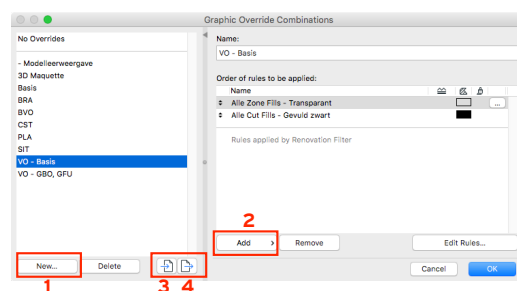 Graphic Override Combinations
No Overrides
- Modelleerweergave
3D Maquette
Basis
BRA
BVO
CST
PLA
SIT
VO - Basis
VO - GBO, GFU
New...
Delete
1
3 4
Name:
VO - Basis
Order of rules to be applied:
Name
Alle Zone Fills - Transparant
...
Alle Cut Fills - Gevuld zwart
Rules applied by Renovation Filter
2
Add >
Remove
Edit Rules...
Cancel
OK